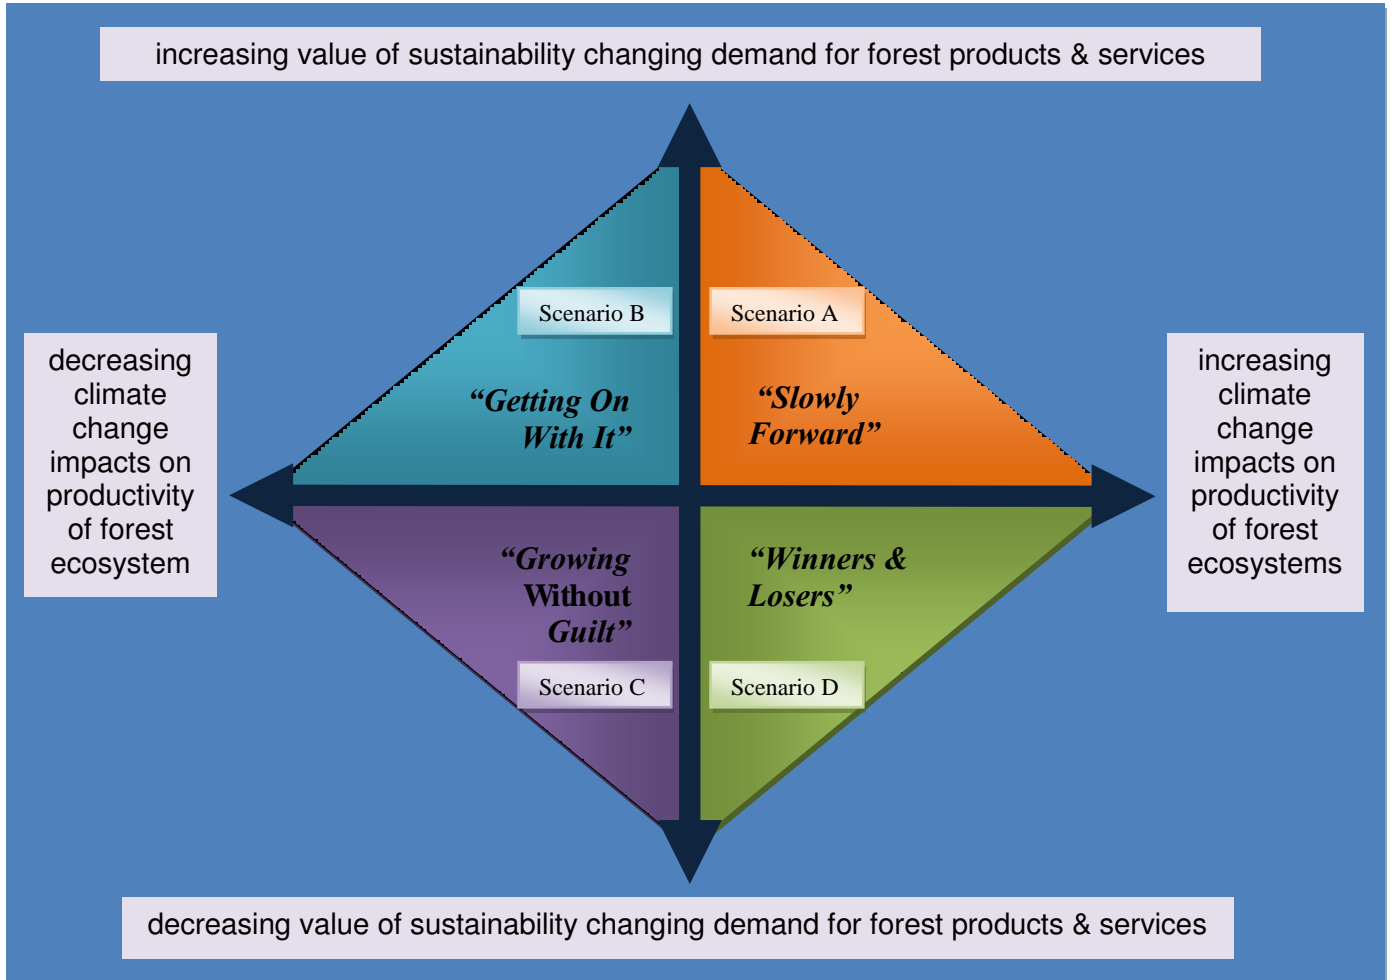 increasing value of sustainability changing demand for forest products & services
Scenario B
Scenario A
“Getting On
With It”
“Slowly
Forward”
decreasing
climate
change
impacts on
productivity
of forest
ecosystem
increasing
climate
change
impacts on
productivity
of forest
ecosystems
“Growing
Without
Guilt”
“Winners &
Losers”
Scenario C
Scenario D
decreasing value of sustainability changing demand for forest products & services